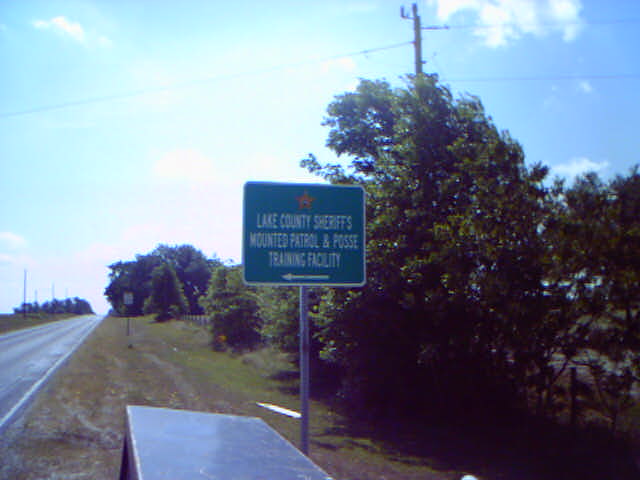 LAKE COUNTY SHERIFF'S
MOUNTED PATROL & POSSE
TRAINING FACILITY